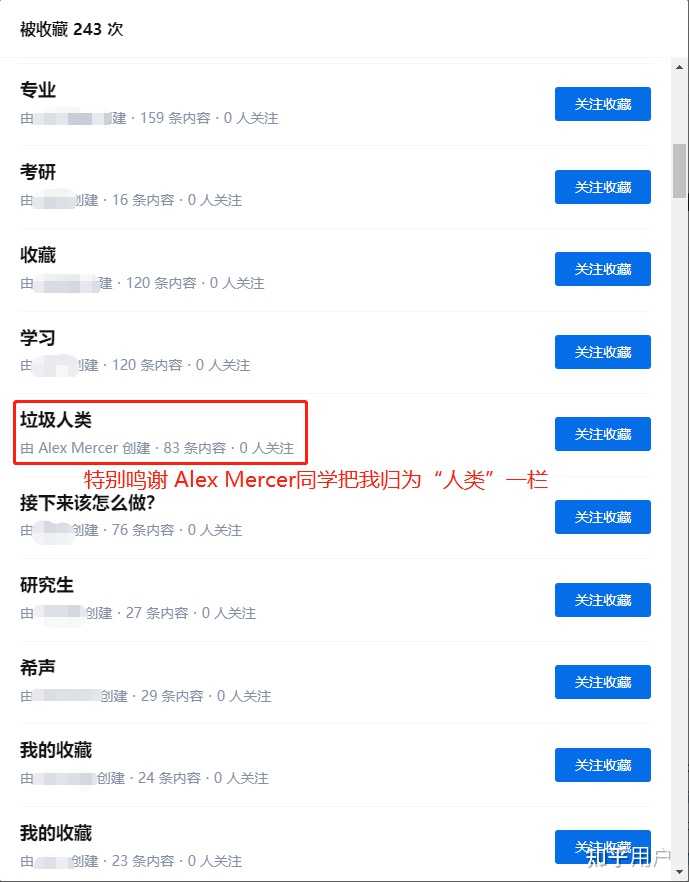 被收藏 243 次
专业
由 建 · 159 条内容 · 0 人关注
关注收藏
考研
由 创建 · 16 条内容 · 0 人关注
关注收藏
收藏
由 建 · 120 条内容 · 0 人关注
关注收藏
学习
由 创建 · 120 条内容 · 0 人关注
关注收藏
垃圾人类
由 Alex Mercer 创建 · 83 条内容 · 0 人关注
关注收藏
特别鸣谢 Alex Mercer同学把我归为“人类”一栏
接下来该怎么做?
由 创建 · 76 条内容 · 0 人关注
关注收藏
研究生
由 创建 · 27 条内容 · 0 人关注
关注收藏
希声
由 创建 · 29 条内容 · 0 人关注
关注收藏
我的收藏
由 创建 · 24 条内容 · 0 人关注
关注收藏
我的收藏
由 创建 · 23 条内容 · 0 人关注
关注收藏
知乎用户